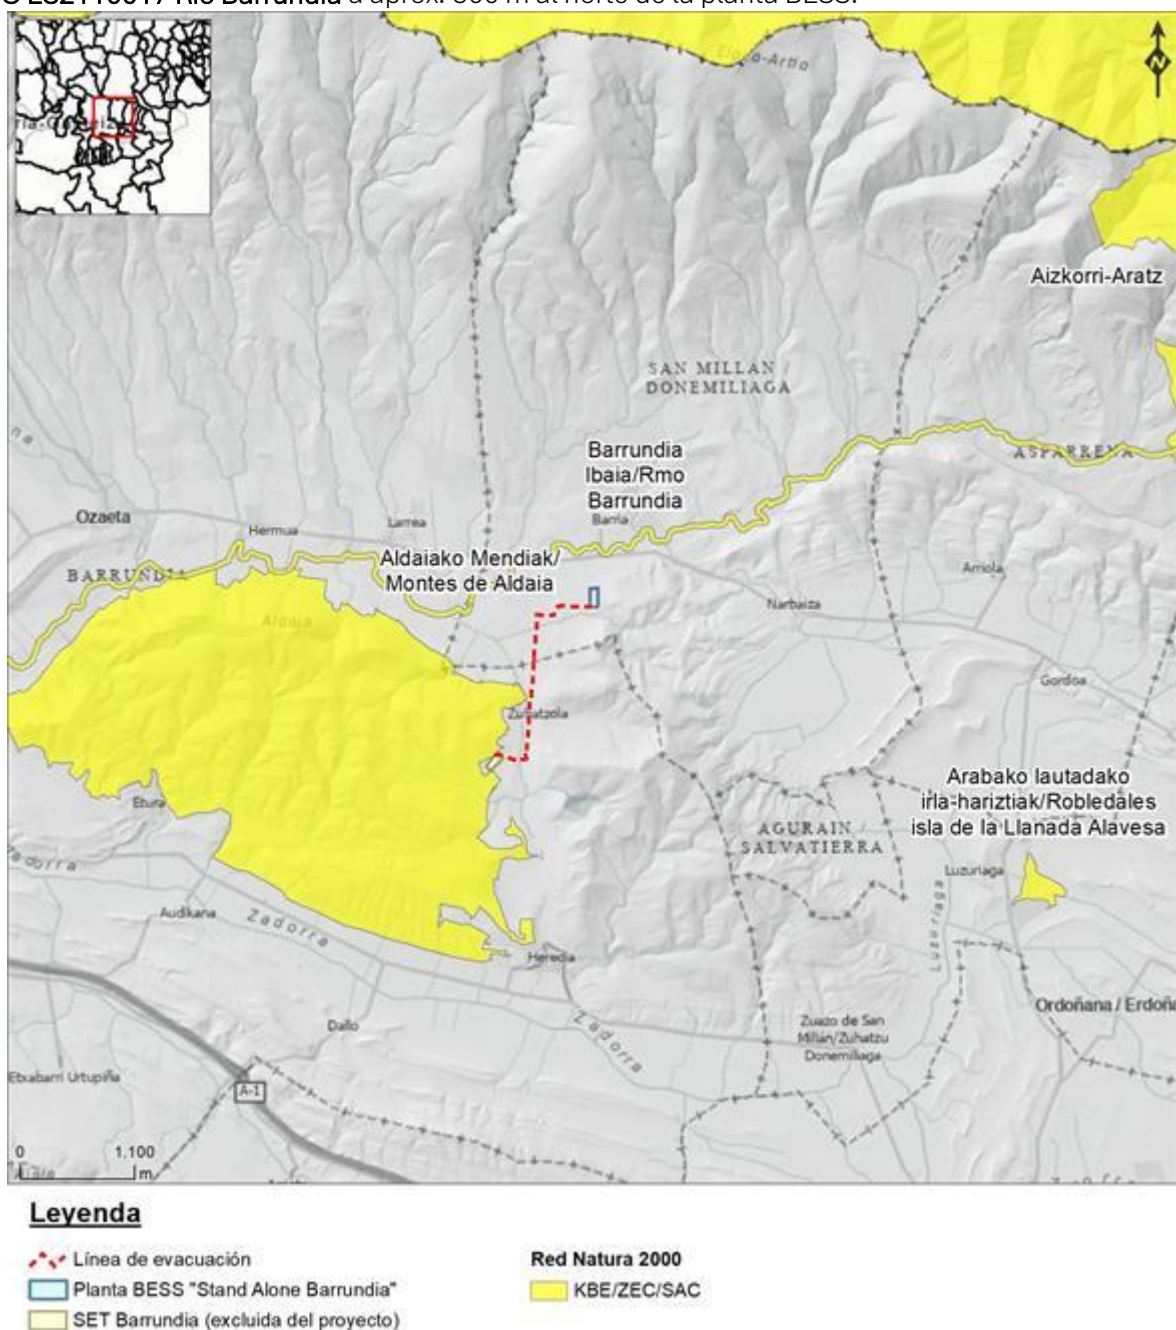 Río Barrundia a aprox. 300 m al norte de la planta BESS.
N
Aizkorri-Aratz
SAN MILLAN /
DONEMILIAGA
ASPARRENA
Barrundia
Ibaia/Rmo
Barrundia
Barria
Ozaeta
Hermua
Larrea
BARRUNDIA
Aldaiako Mendiak/
Montes de Aldaia
Aldaia
Arriola
Narbaiza
Gordoa
Zuhatzola
Arabako lautadako
irla-hariztiak/Robledales
isla de la Llanada Alavesa
AGURAIN /
SALVATIERRA
Etura
Luzuriaga
Luzuriaga
Audikana
Zadorra
Heredia
Ordoñana / Erdoña
Dallo
Zadorra
Zuazo de San
Millán/Zuhatzu
Donemiliaga
Etxabarri Urtupiña
A-1
0 1.100
m
Leyenda
Línea de evacuación
Planta BESS "Stand Alone Barrundia"
SET Barrundia (excluida del proyecto)
Red Natura 2000
KBE/ZEC/SAC